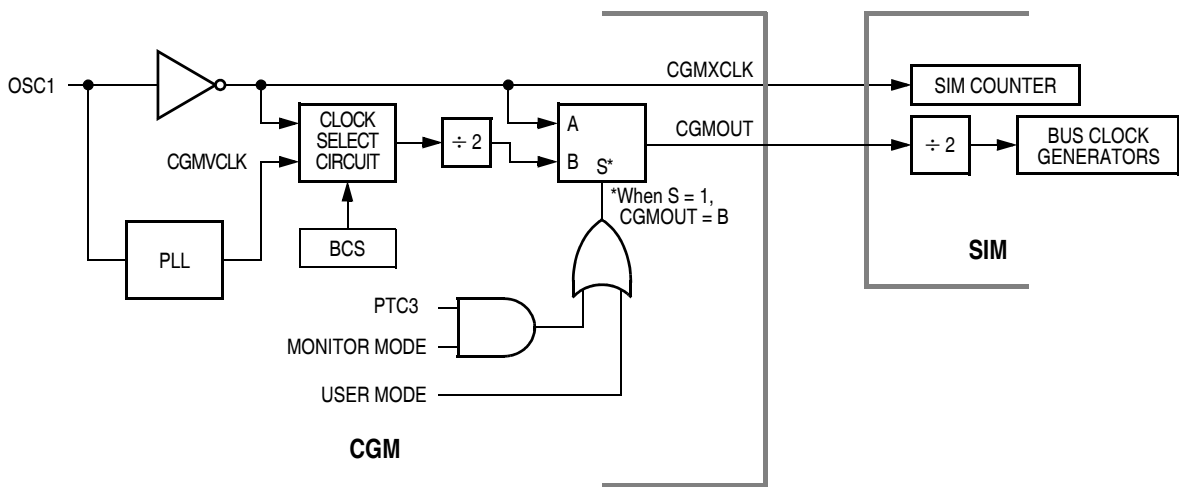 OSC1
CGMXCLK
SIM COUNTER
CLOCK
SELECT
CIRCUIT
÷ 2
A
B
S*
CGMOUT
÷ 2
BUS CLOCK
GENERATORS
CGMVCLK
*When S = 1,
CGMOUT = B
PLL
BCS
SIM
PTC3
MONITOR MODE
USER MODE
CGM